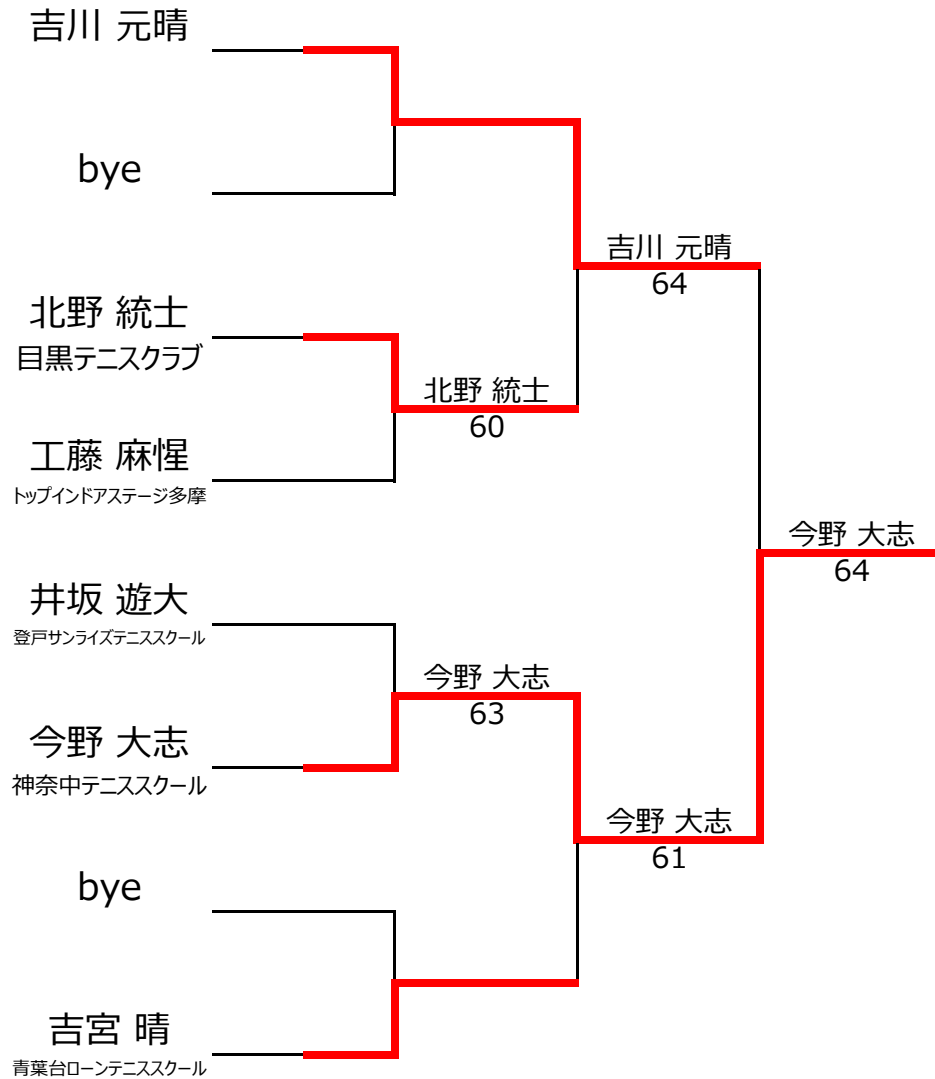 吉川 元晴
bye
吉川 元晴
64
北野 統士
目黒テニスクラブ
北野 統士
60
工藤 麻惺
トップインドアステージ多摩
今野 大志
64
井坂 遊大
登戸サンライズテニススクール
今野 大志
63
今野 大志
神奈中テニススクール
今野 大志
61
bye
吉宮 晴
青葉台ローンテニススクール